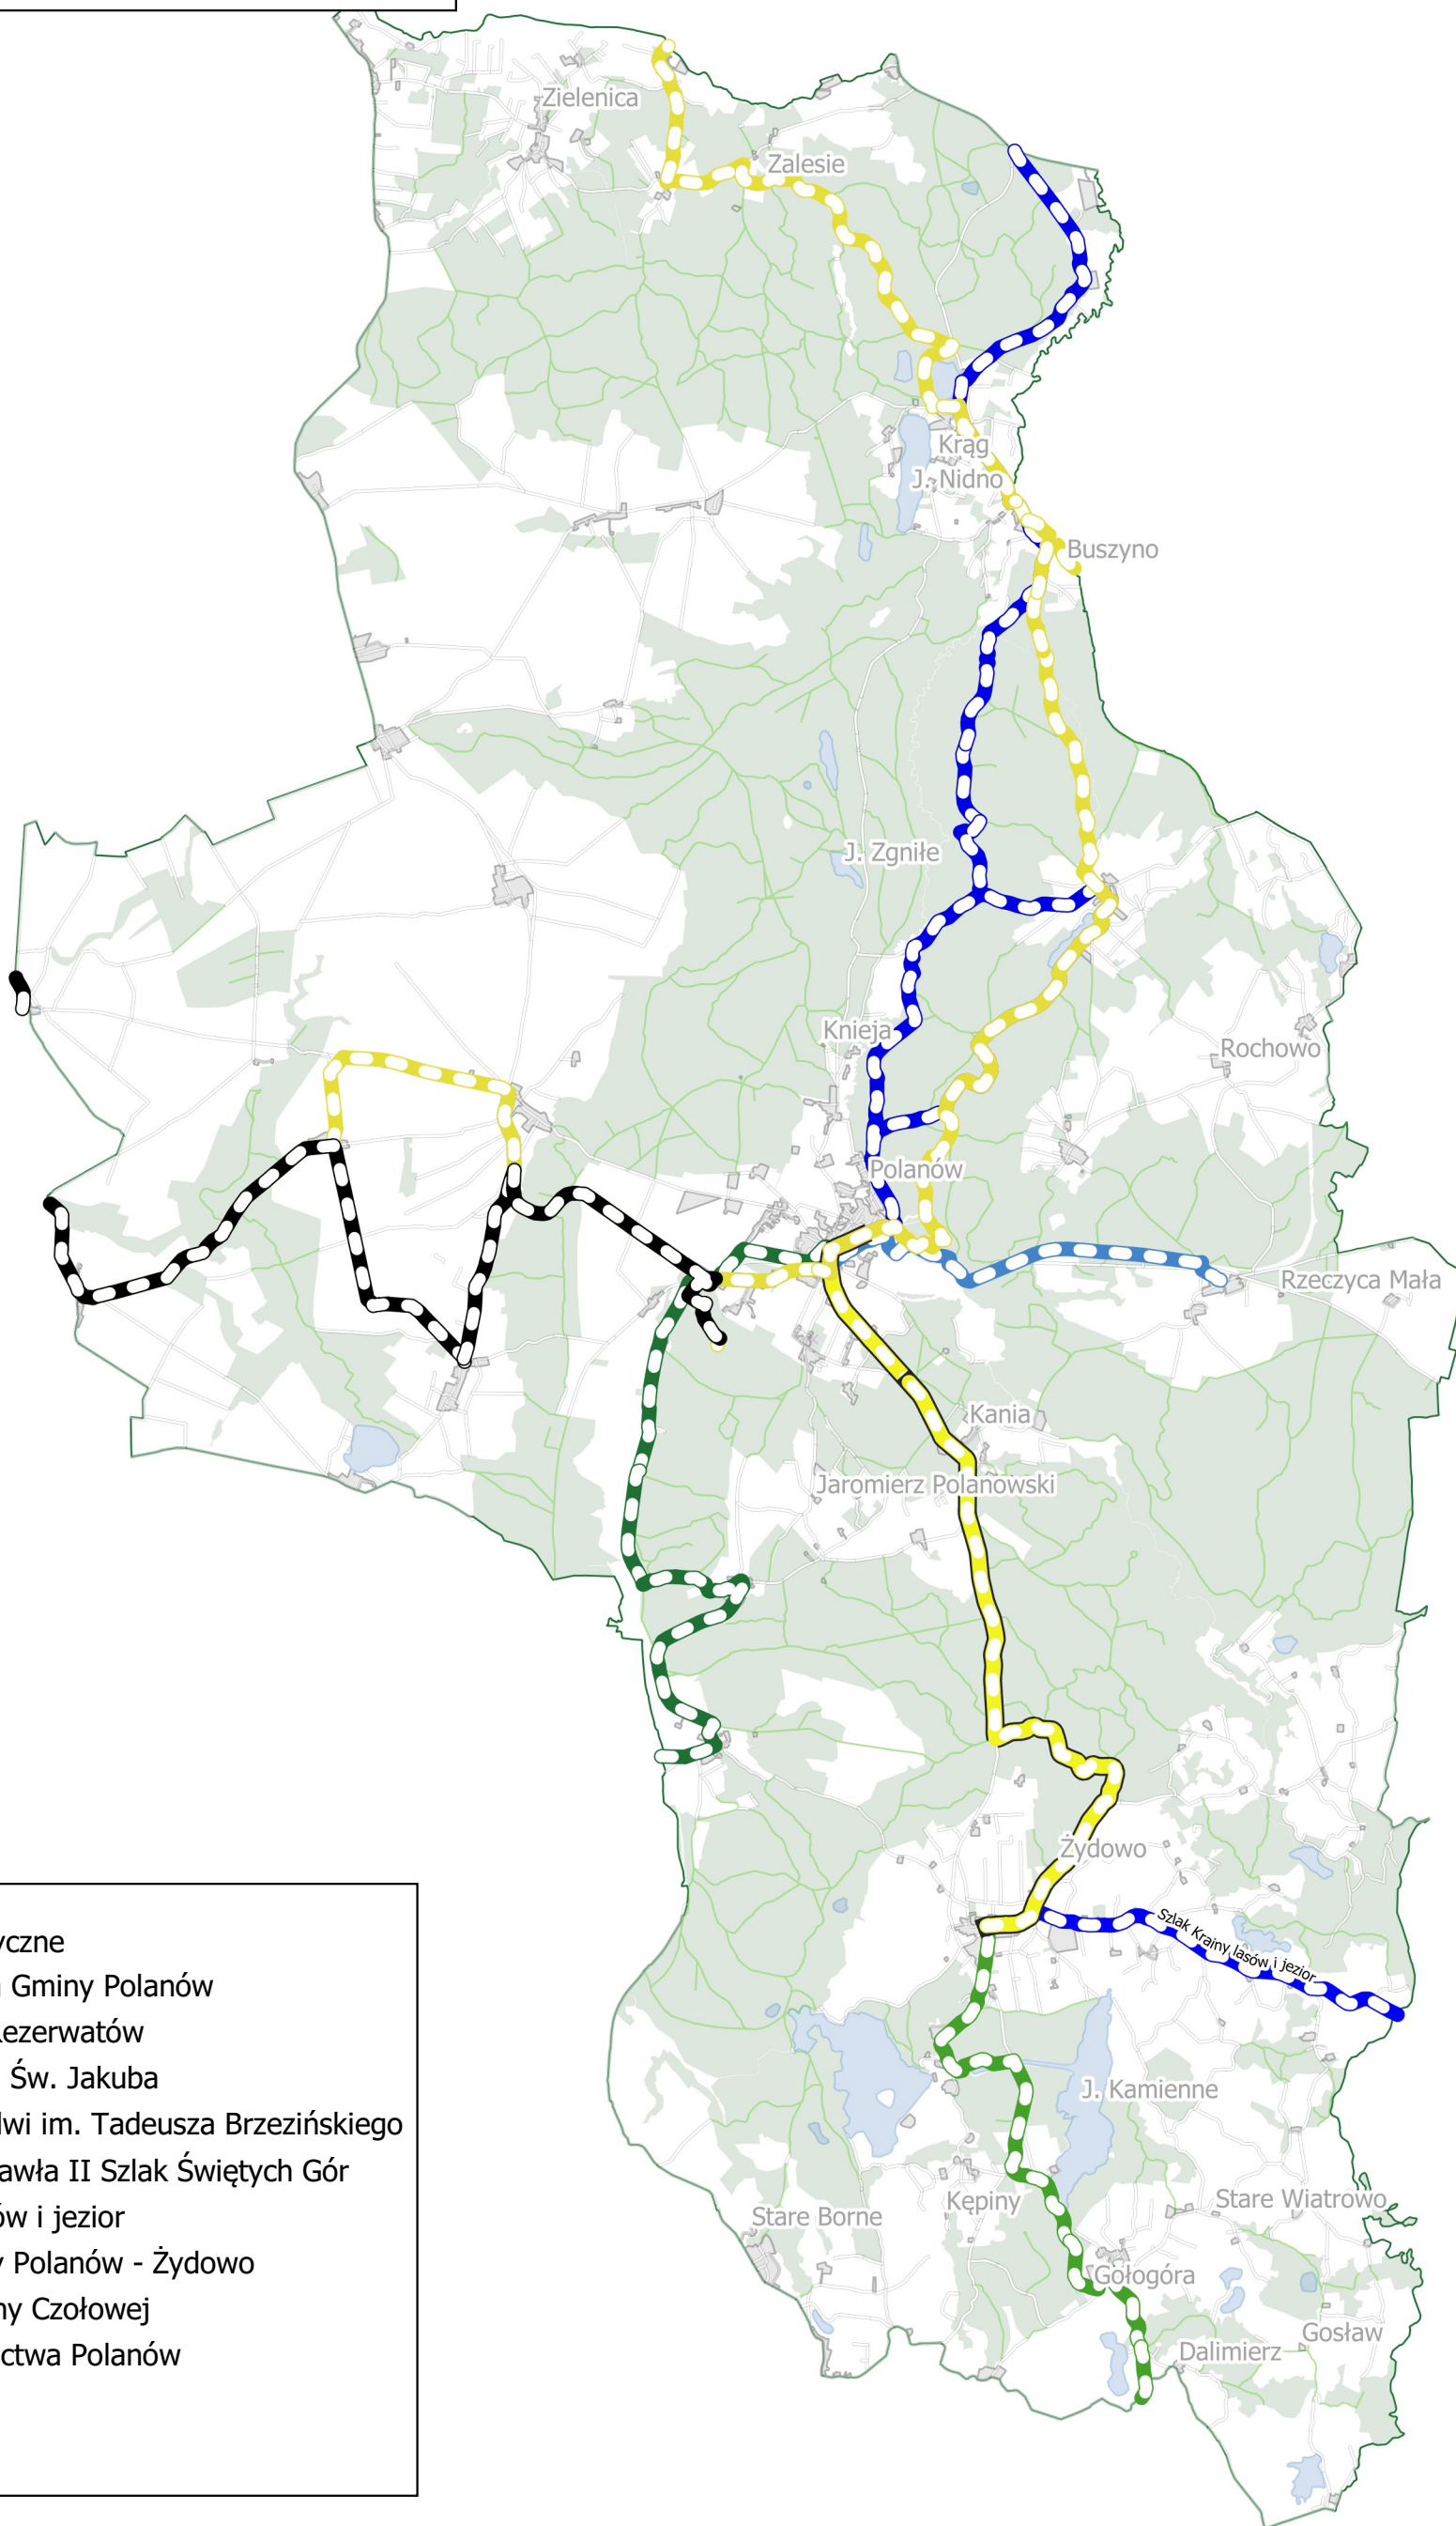 Zielenica
Zalesie
Krąg
J. Nidno
Buszyno
J. Zgniłe
Knieja
Rochowo
Polanów
Rzeczyca Mała
Kania
Jaromierz Polanowski
Żydowo
Szlak Krainy lasów i jezior
J. Kamienne
Kępiny
Stare Wiatrowo
Stare Borne
Gołogóra
Gosław
Dalimierz
yczne
Gminy Polanów
ezerwatów
Św. Jakuba
wi im. Tadeusza Brzezińskiego
awła II Szlak Świętych Gór
ów i jezior
Polanów - Żydowo
ny Czołowej
ctwa Polanów